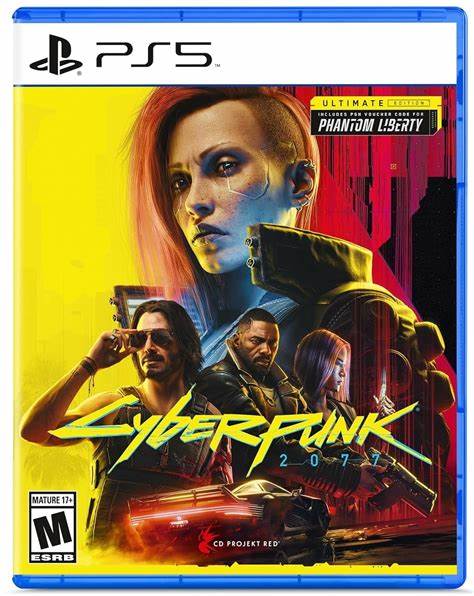 PS5
ULTIMATE EDITION
INCLUDES PSN VOUCHER CODE FOR
PHANTOM LIBERTY
CYBERPUNK
2077
MATURE 17+
M
ESRB
CD PROJEKT RED